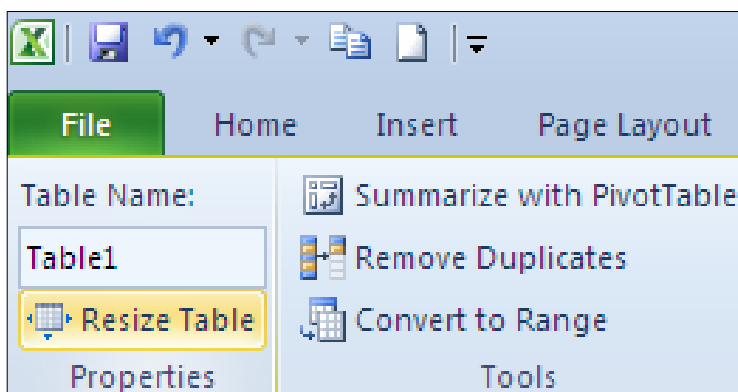 File Home Insert Page Layout
Table Name:
Table1
Resize Table
Properties
Summarize with PivotTable
Remove Duplicates
Convert to Range
Tools